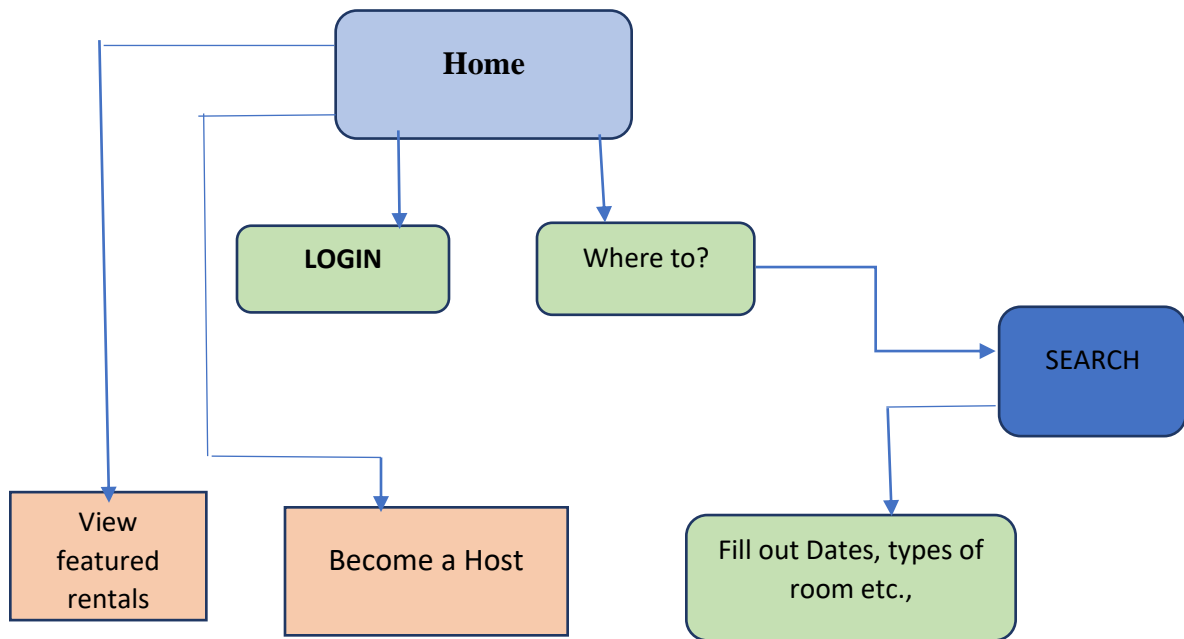 Home
LOGIN
Where to?
SEARCH
View
featured
rentals
Become a Host
Fill out Dates, types of
room etc.,